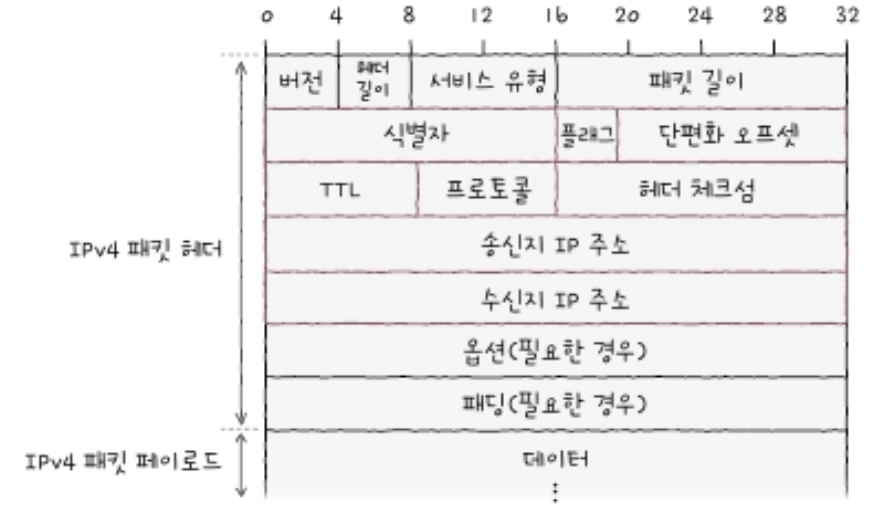 0 4 8 12 16 20 24 28 32
버전 헤더 길이 서비스 유형 패킷 길이
식별자 플래그 단편화 오프셋
TTL 프로토콜 헤더 체크섬
IPv4 패킷 헤더
송신지 IP 주소
수신지 IP 주소
옵션(필요한 경우)
패딩(필요한 경우)
IPv4 패킷 페이로드
데이터